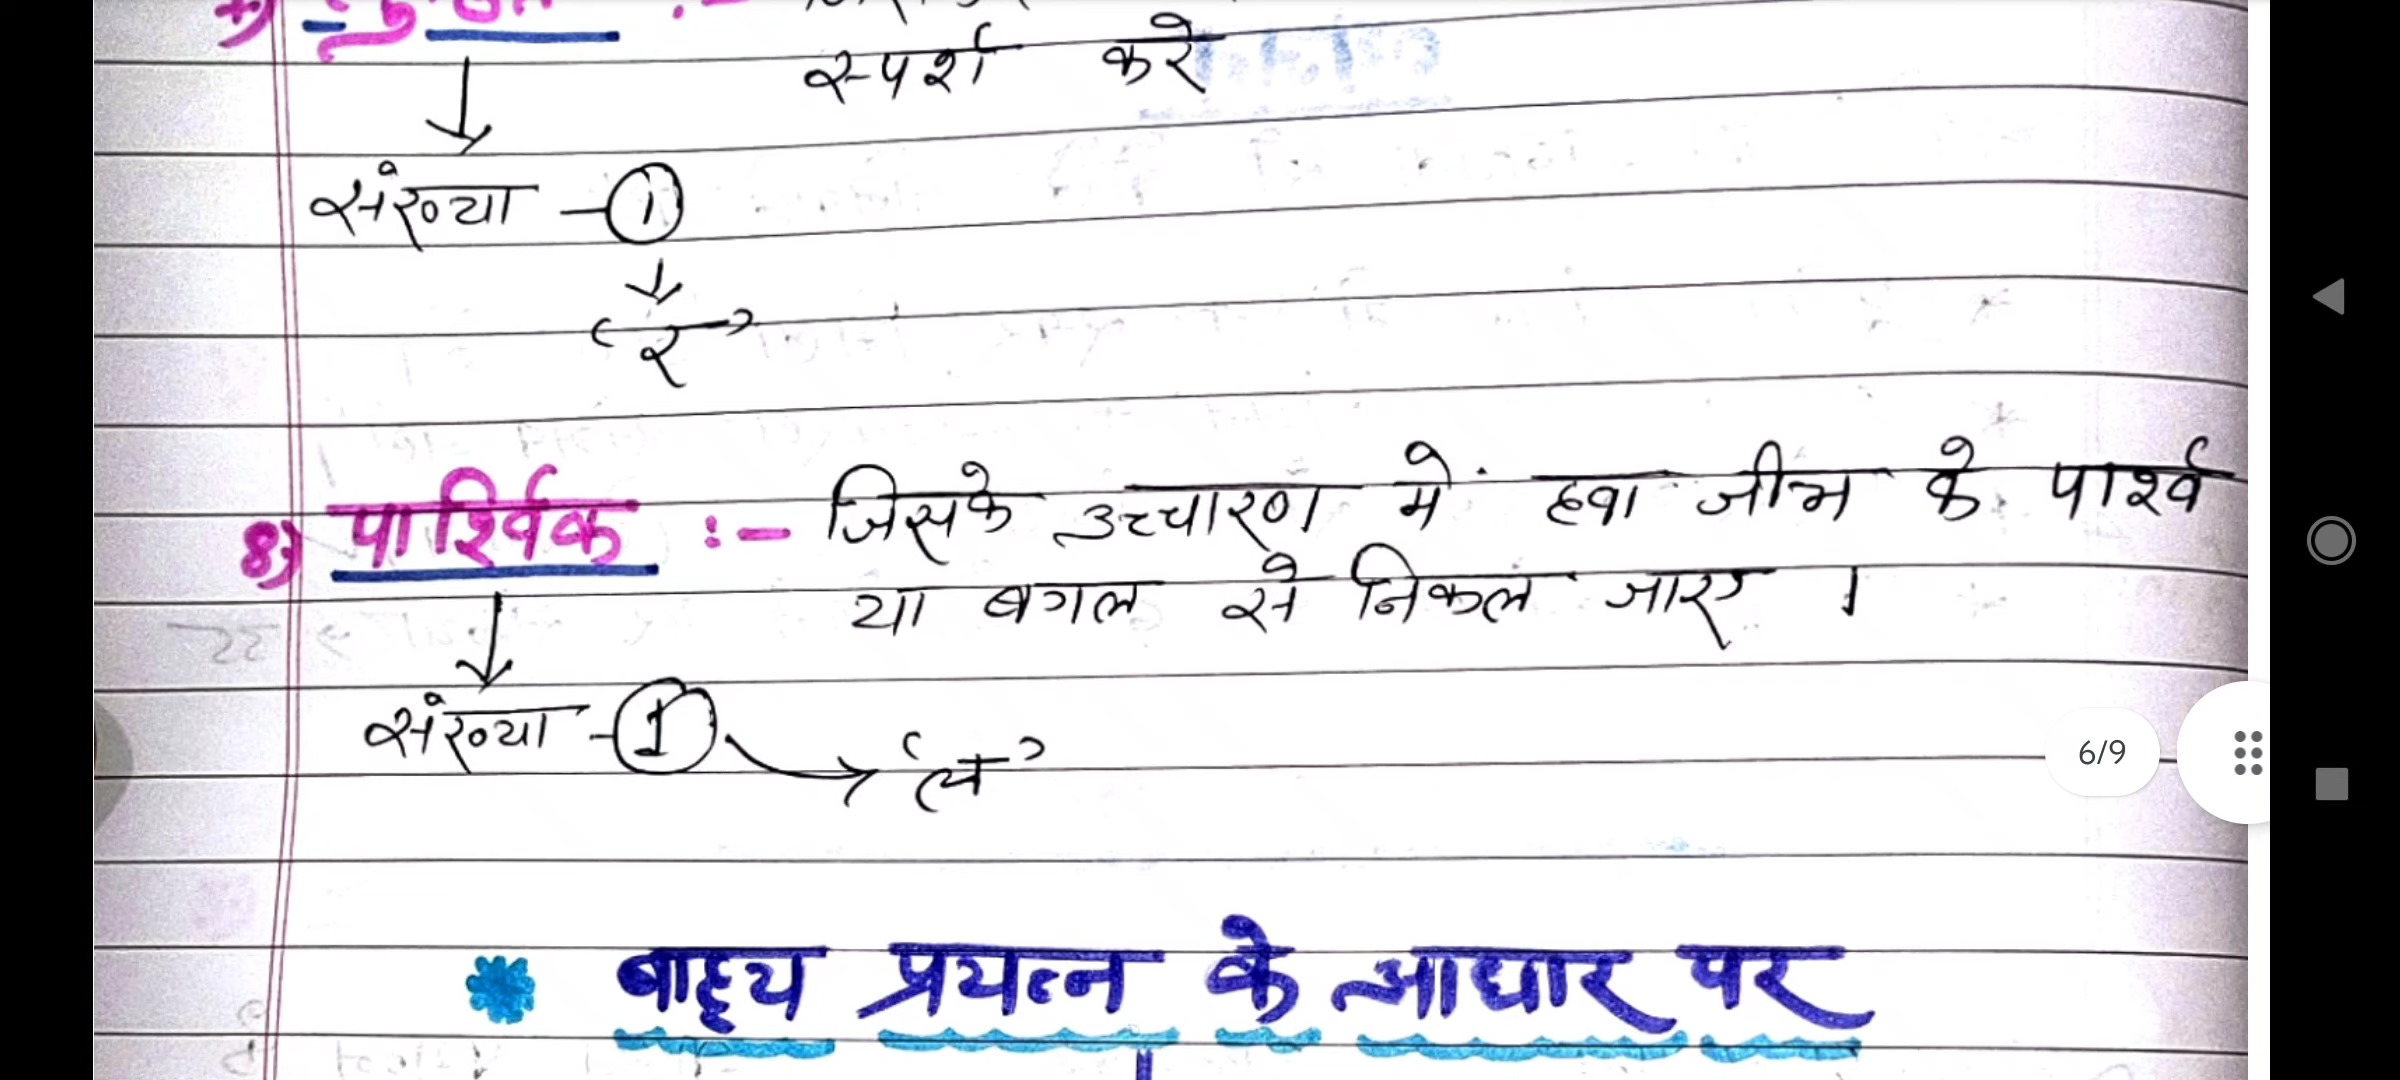 स्पर्श करे
संख्या - 1
'र'
8) पार्श्विक :- जिसके उच्चारण में हवा जीभ के पार्श्व
या बगल से निकल जाए ।
संख्या - 1 → 'ल'
6/9
* बाह्य प्रयत्न के आधार पर